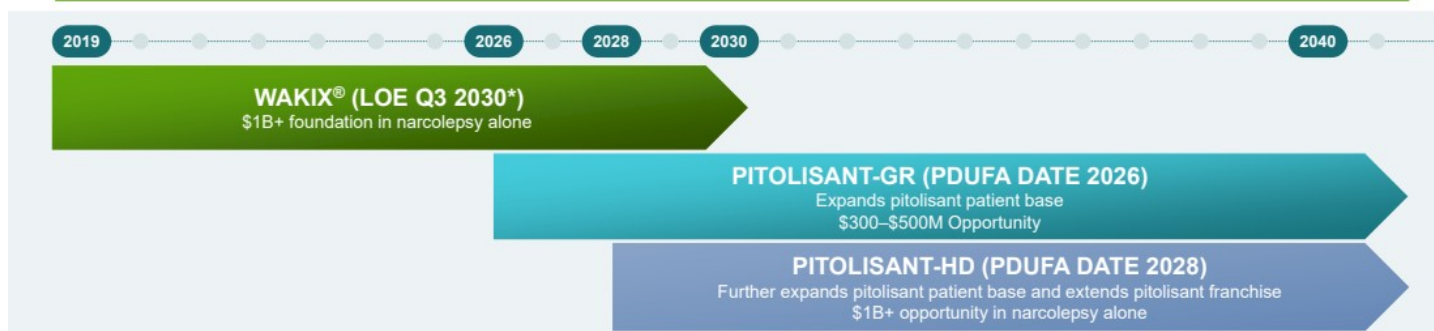 2019 2026 2028 2030 2040
WAKIX® (LOE Q3 2030*)
$1B+ foundation in narcolepsy alone
PITOLISANT-GR (PDUFA DATE 2026)
Expands pitolisant patient base
$300–$500M Opportunity
PITOLISANT-HD (PDUFA DATE 2028)
Further expands pitolisant patient base and extends pitolisant franchise
$1B+ opportunity in narcolepsy alone